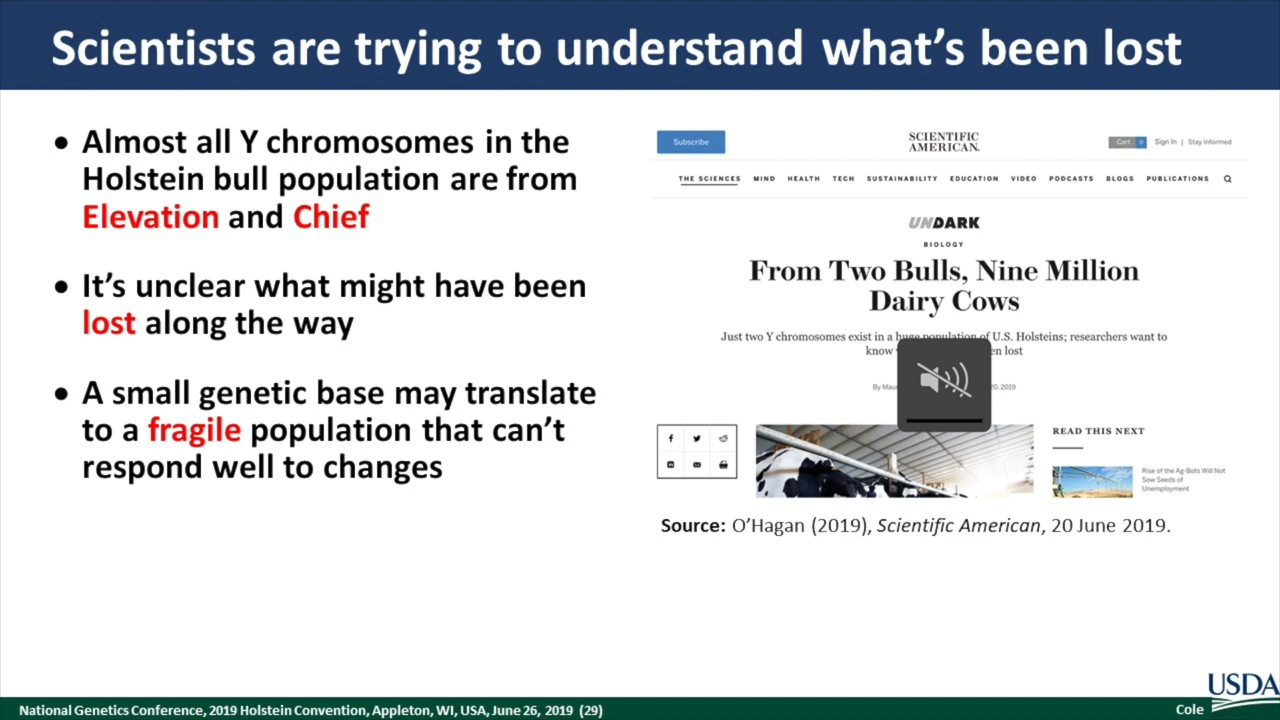 Scientists are trying to understand what's been lost
• Almost all Y chromosomes in the
Holstein bull population are from
Elevation and Chief
• It's unclear what might have been
lost along the way
• A small genetic base may translate
to a fragile population that can't
respond well to changes
Subscribe
SCIENTIFIC
AMERICAN.
Cart 0 Sign In | Stay Informed
THE SCIENCES MIND HEALTH TECH SUSTAINABILITY EDUCATION VIDEO PODCASTS BLOGS PUBLICATIONS
UNDARK
BIOLOGY
From Two Bulls, Nine Million
Dairy Cows
Just two Y chromosomes exist in a huge population of U.S. Holsteins; researchers want to
know en lost
By 20, 2019
READ THIS NEXT
Rise of the Ag-Bots Will Not
Sow Seeds of
Unemployment
Source: O'Hagan (2019), Scientific American, 20 June 2019.
USDA
National Genetics Conference, 2019 Holstein Convention, Appleton, WI, USA, June 26, 2019 (29)
Cole